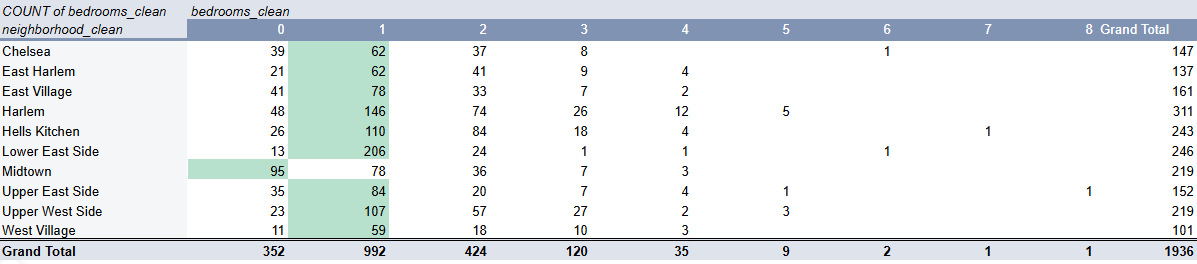 COUNT of bedrooms_clean bedrooms_clean
neighborhood_clean 0 1 2 3 4 5 6 7 8 Grand Total
Chelsea 39 62 37 8 1 147
East Harlem 21 62 41 9 4 137
East Village 41 78 33 7 2 161
Harlem 48 146 74 26 12 5 311
Hells Kitchen 26 110 84 18 4 1 243
Lower East Side 13 206 24 1 1 1 246
Midtown 95 78 36 7 3 219
Upper East Side 35 84 20 7 4 1 1 152
Upper West Side 23 107 57 27 2 3 219
West Village 11 59 18 10 3 101
Grand Total 352 992 424 120 35 9 2 1 1 1936